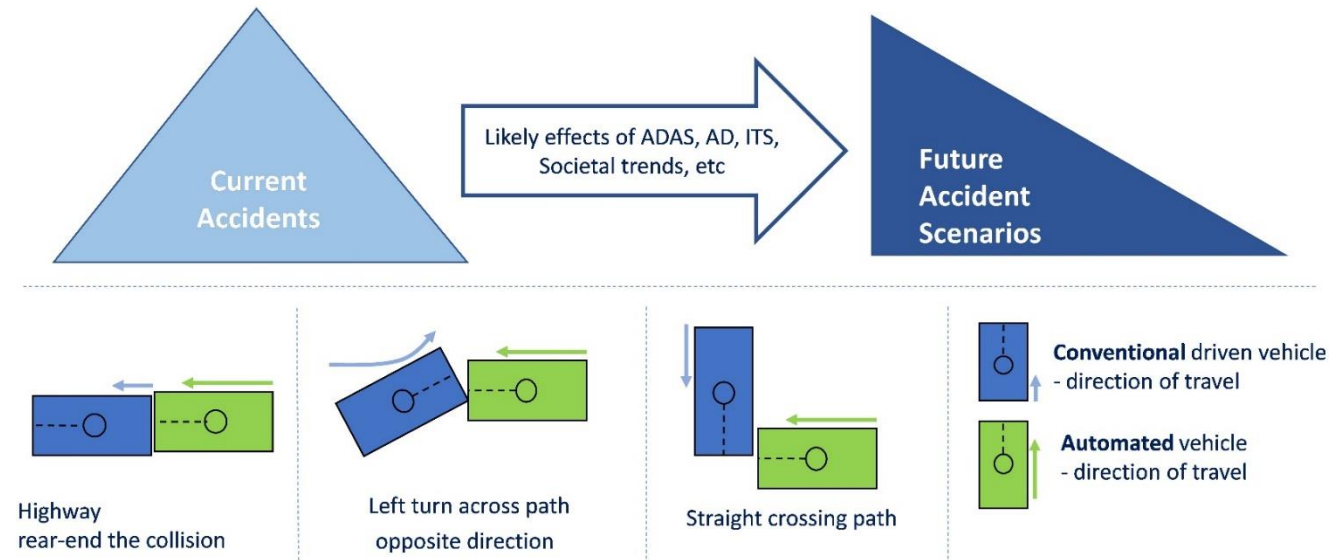 Current
Accidents
Likely effects of ADAS, AD, ITS,
Societal trends, etc
Future
Accident
Scenarios
Highway
rear-end the collision
Left turn across path
opposite direction
Straight crossing path
Conventional driven vehicle
- direction of travel
Automated vehicle
- direction of travel